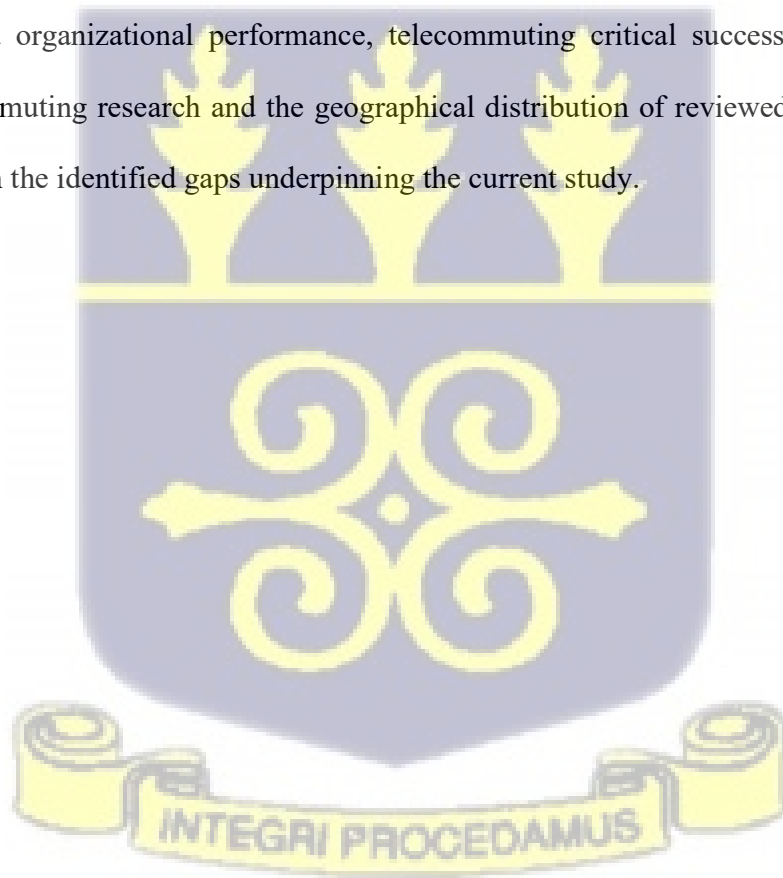 organizational performance, telecommuting critical success
muting research and the geographical distribution of reviewed
the identified gaps underpinning the current study.
INTEGRI PROCEDAMUS